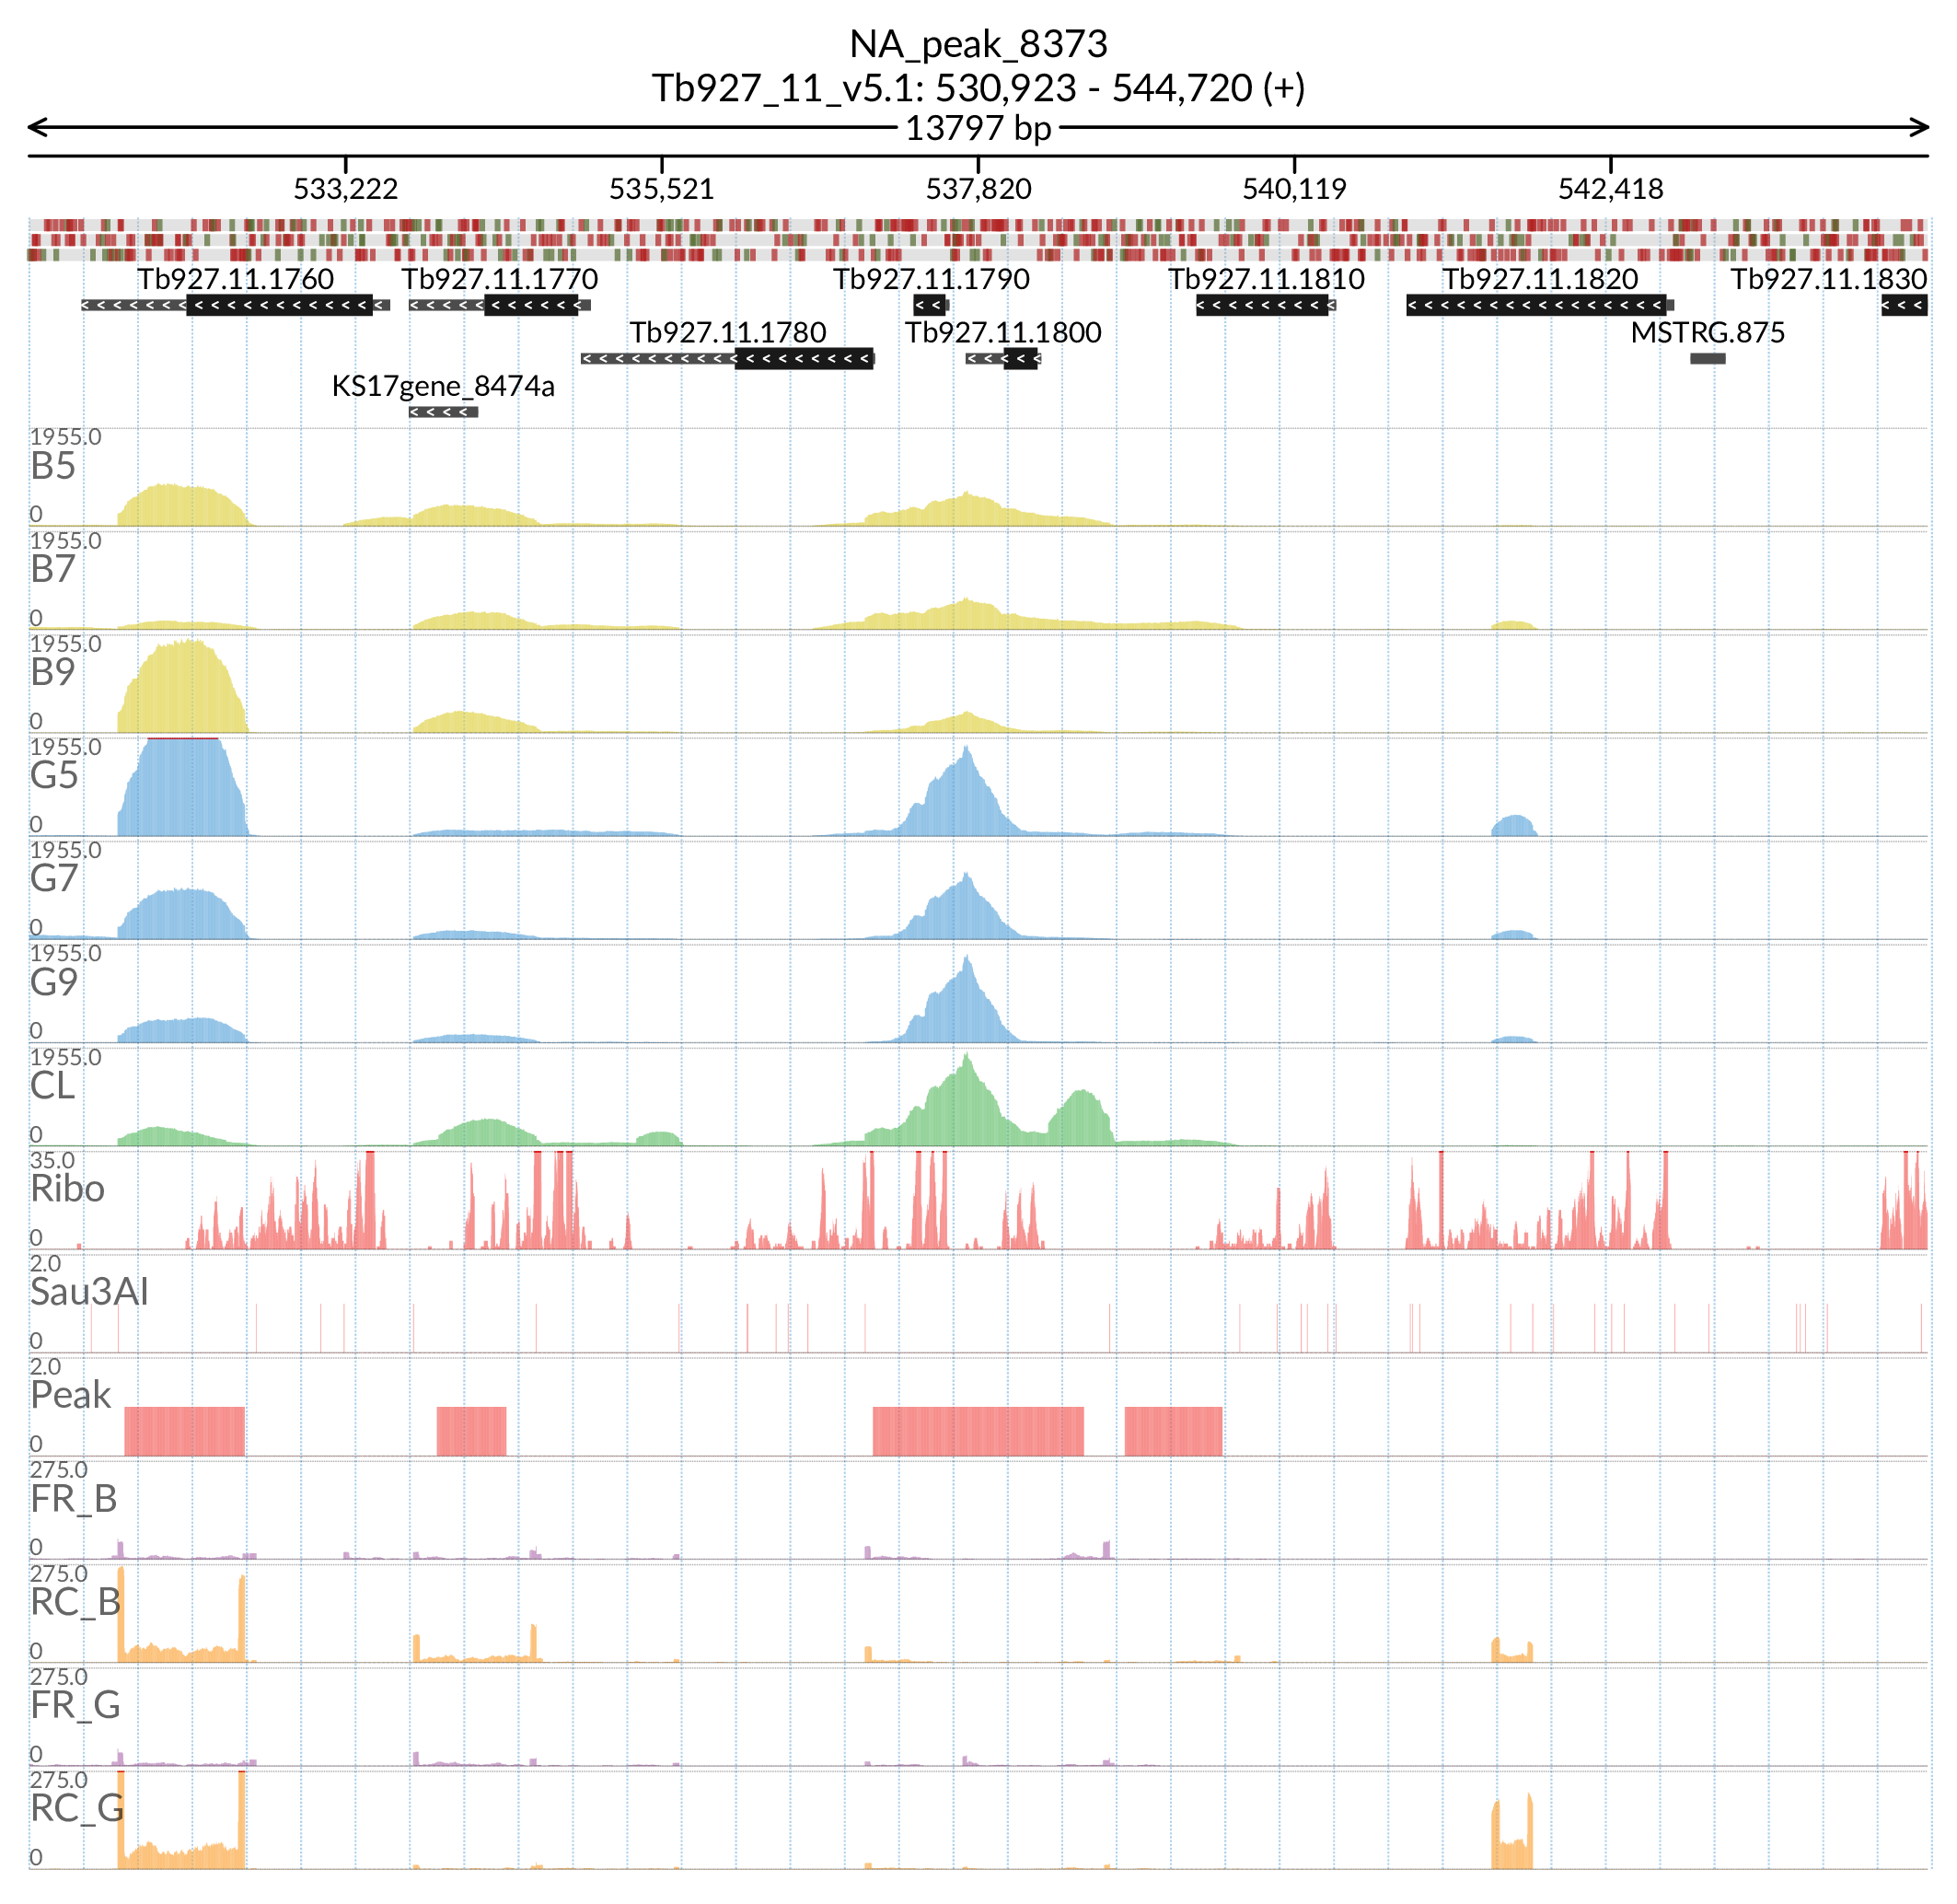 NA_peak_8373
Tb927_11_v5.1: 530,923 - 544,720 (+)
13797 bp
533,222 535,521 537,820 540,119 542,418
Tb927.11.1760 Tb927.11.1770 Tb927.11.1790 Tb927.11.1810 Tb927.11.1820 Tb927.11.1830
Tb927.11.1780 Tb927.11.1800 MSTRG.875
KS17gene_8474a
1955.0
B5
0
1955.0
B7
0
1955.0
B9
0
1955.0
G5
0
1955.0
G7
0
1955.0
G9
0
1955.0
CL
0
35.0
Ribo
0
2.0
Sau3AI
0
2.0
Peak
0
275.0
FR_B
0
275.0
RC_B
0
275.0
FR_G
0
275.0
RC_G
0